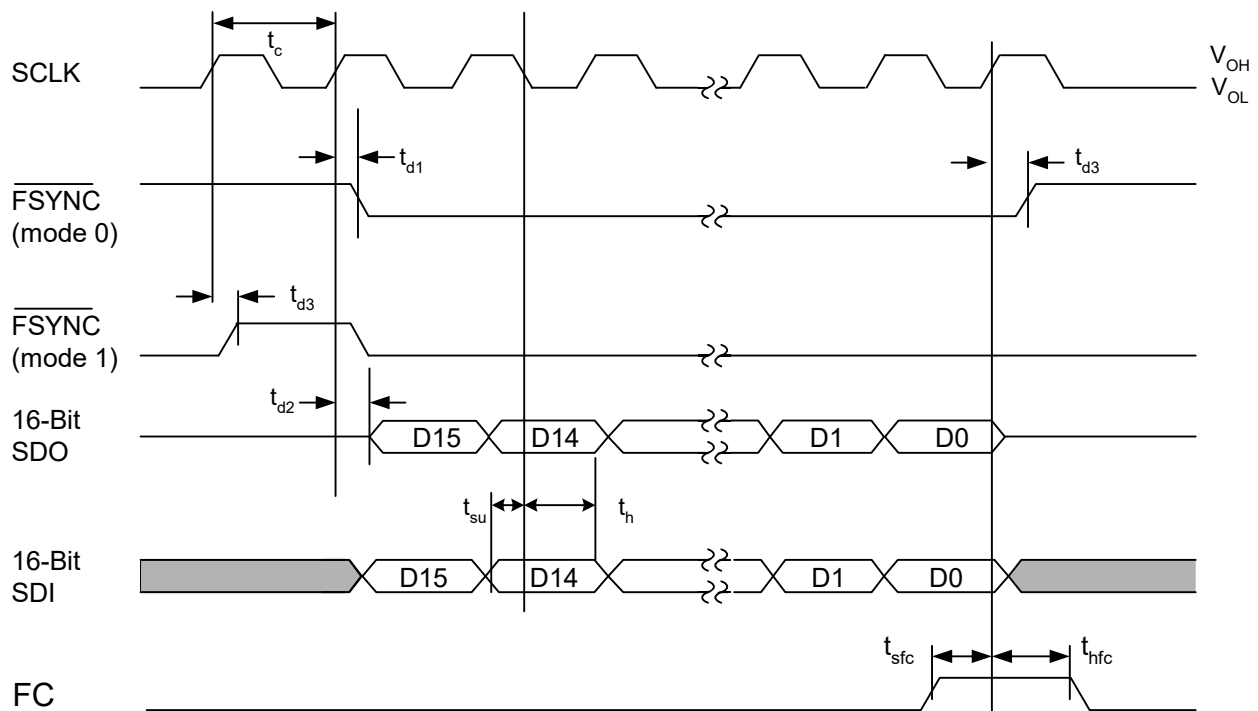 t_c
SCLK
V_OH
V_OL
t_d1
t_d3
FSYNC
(mode 0)
t_d3
FSYNC
(mode 1)
t_d2
16-Bit
SDO
D15 D14 D1 D0
t_su t_h
16-Bit
SDI
D15 D14 D1 D0
t_sfc t_hfc
FC